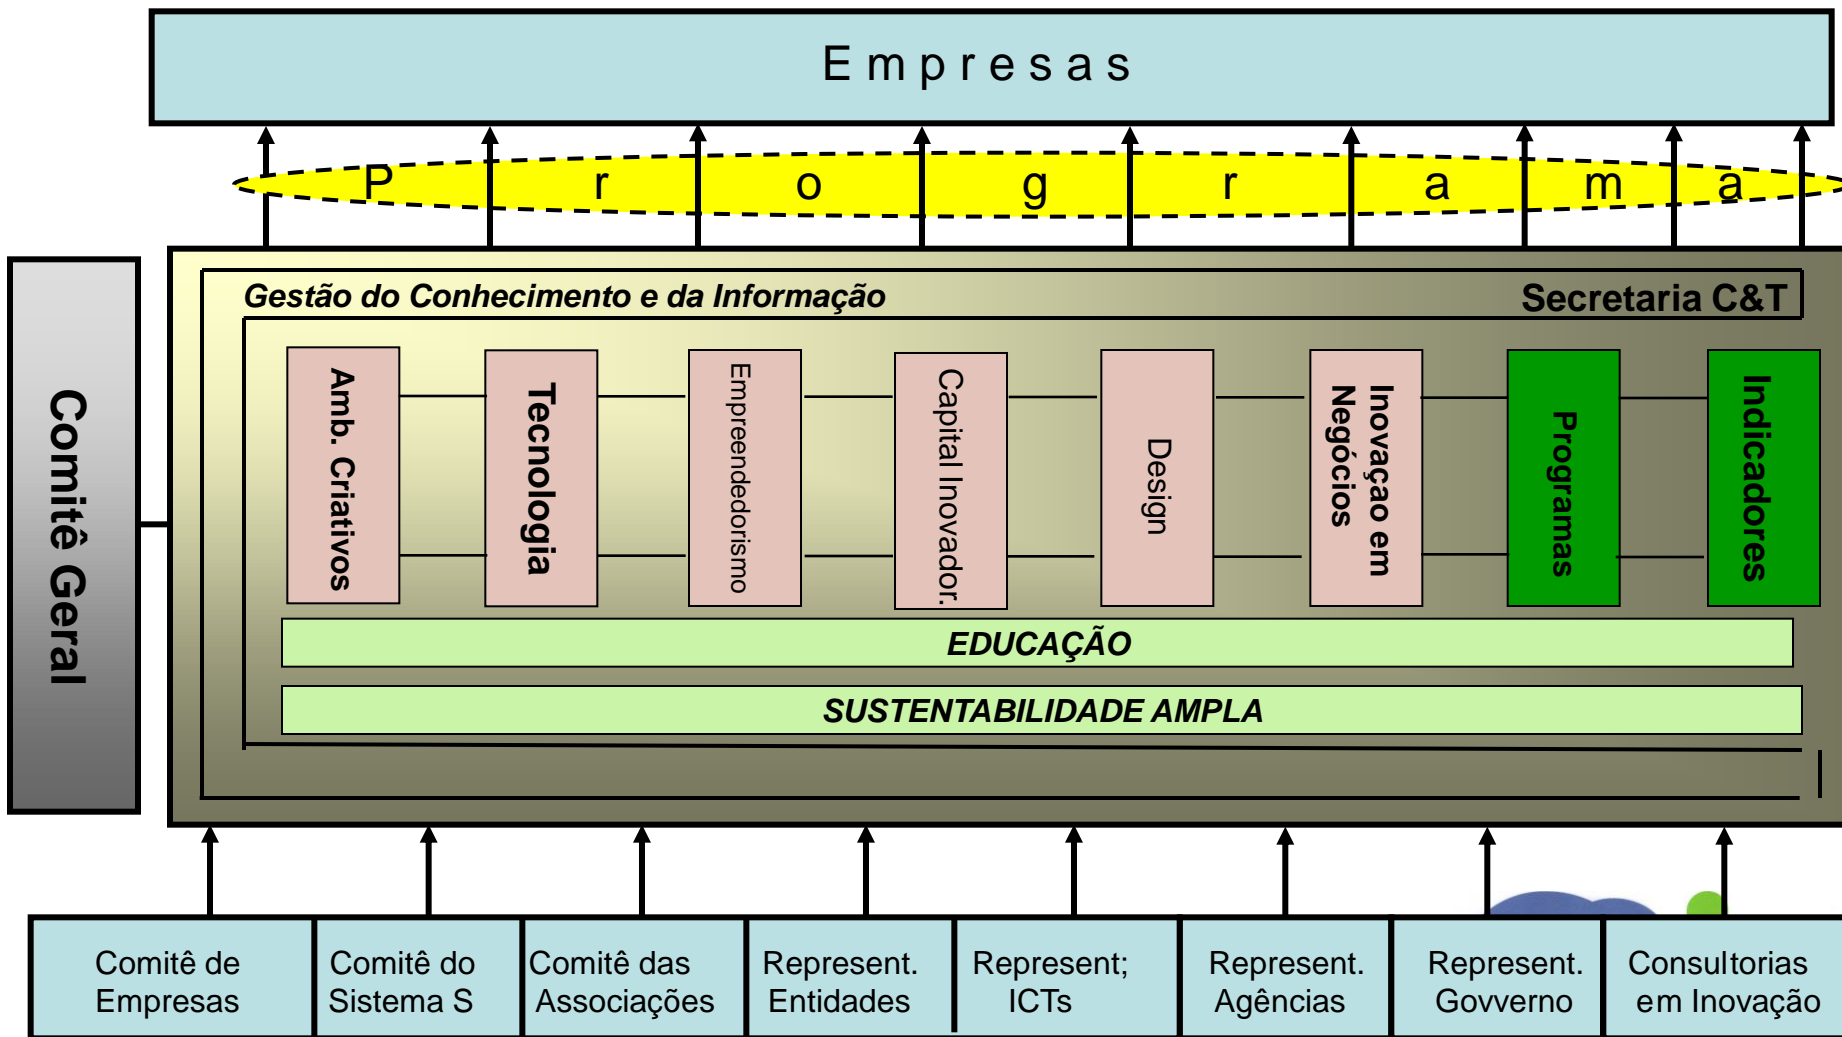 E m p r e s a s
P r o g r a m a
Gestão do Conhecimento e da Informação
Secretaria C&T
Comitê Geral
Amb. Criativos
Tecnologia
Empreendedorismo
Capital Inovador.
Design
Inovaçao em
Negócios
Programas
Indicadores
EDUCAÇÃO
SUSTENTABILIDADE AMPLA
Comitê de
Empresas
Comitê do
Sistema S
Comitê das
Associações
Represent.
Entidades
Represent;
ICTs
Represent.
Agências
Represent.
Govverno
Consultorias
em Inovação